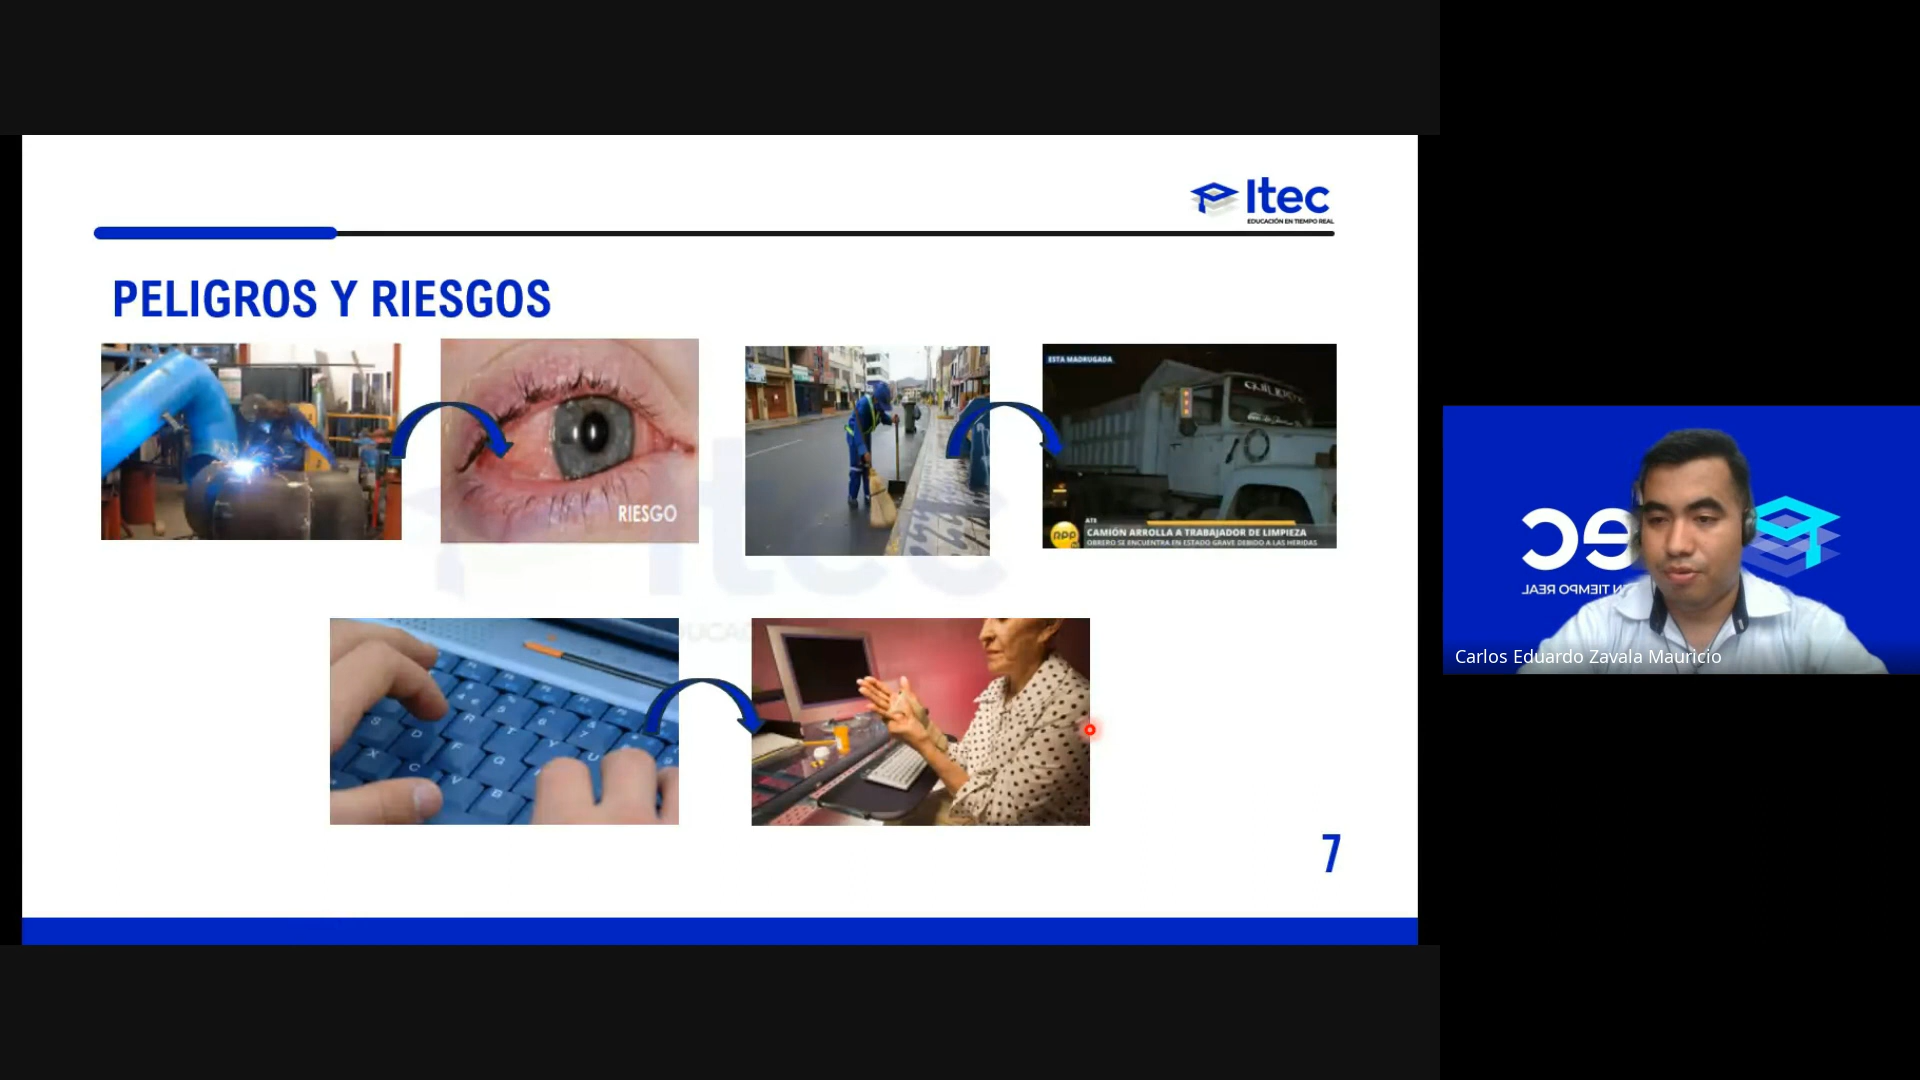 Itec
EDUCACIÓN EN TIEMPO REAL
PELIGROS Y RIESGOS
RIESGO
ESTA MADRUGADA
ATE
CAMIÓN ARROLLA A TRABAJADOR DE LIMPIEZA
OBRERO SE ENCUENTRA EN ESTADO GRAVE DEBIDO A LAS HERIDAS
RPP
S D F G
R T Y U
X C V B
7
TIEMPO REAL
Carlos Eduardo Zavala Mauricio